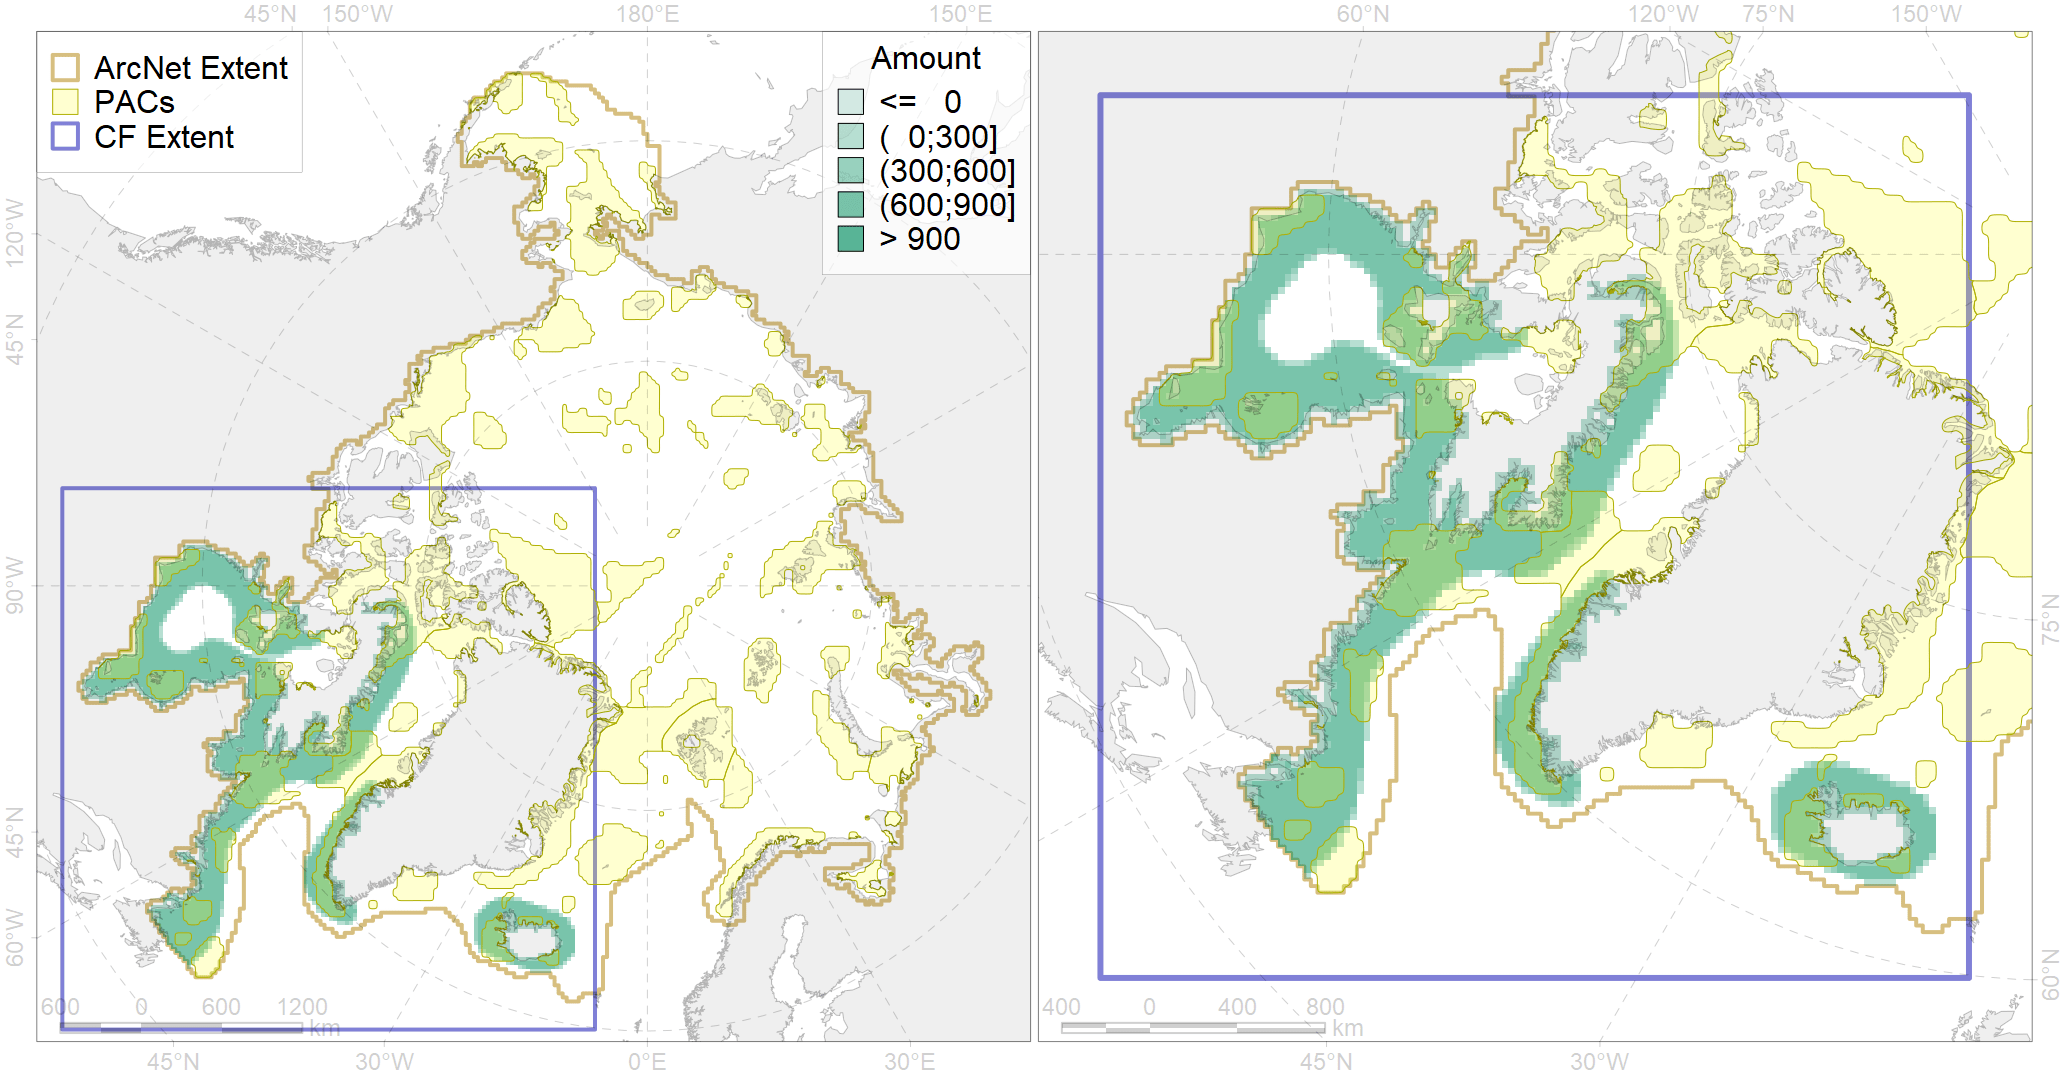 45°N 150°W 180°E 150°E 60°N 120°W 75°N 150°W
ArcNet Extent
PACs
CF Extent
Amount
<= 0
( 0;300]
(300;600]
(600;900]
> 900
120°W
45°N
90°W
45°N
60°W
75°N
60°N
600 0 600 1200
km
400 0 400 800
km
45°N 30°W 0°E 30°E 45°N 30°W